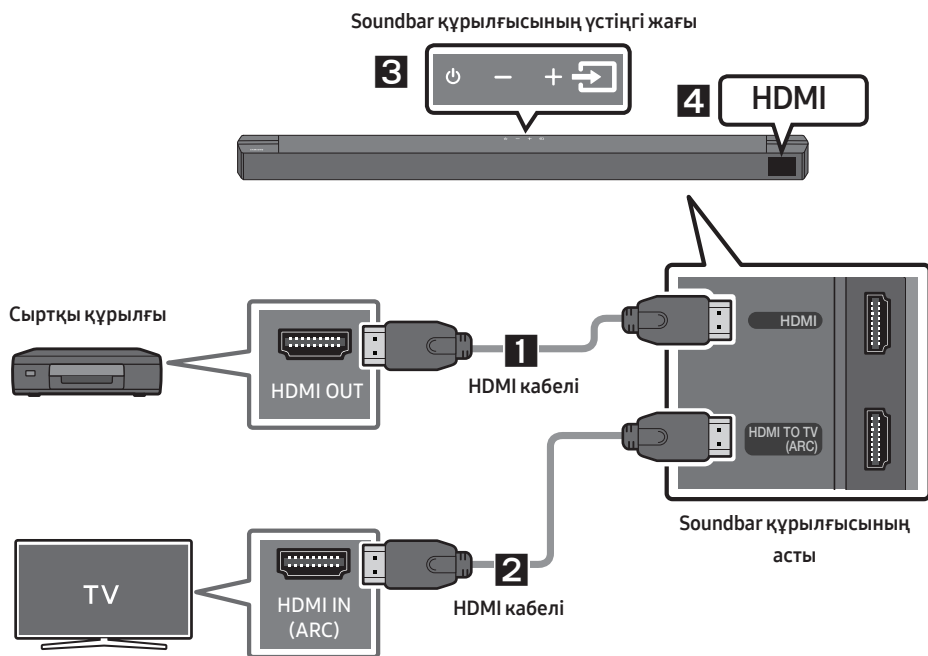 Soundbar құрылғысының үстіңгі жағы
3
4
HDMI
Сыртқы құрылғы
HDMI OUT
1
HDMI кабелі
HDMI
HDMI TO TV
(ARC)
Soundbar құрылғысының
асты
TV
HDMI IN
(ARC)
2
HDMI кабелі